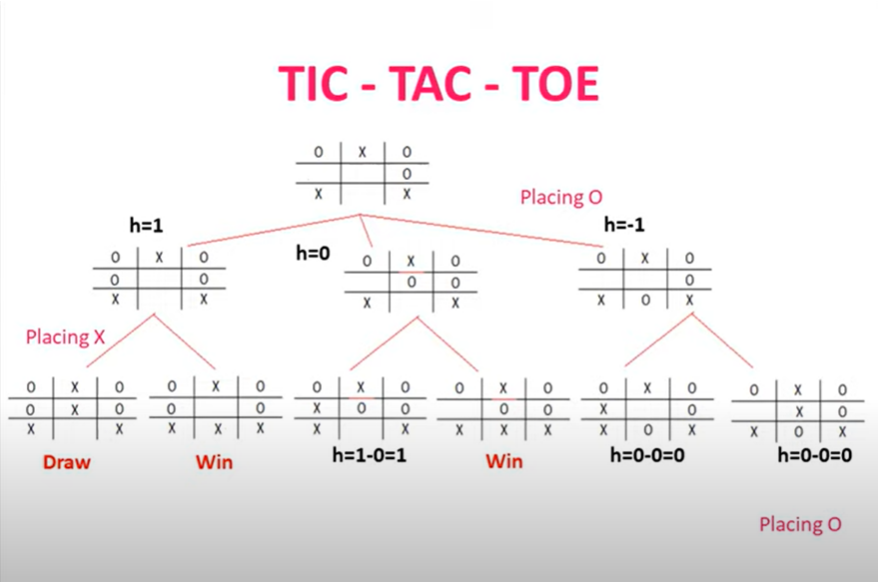 TIC - TAC - TOE
O X O
O
X X
Placing O
h=1
h=0
h=-1
O X O
O O
X X
O X O
O O
X X
O X O
O
X O X
Placing X
O X O
O X O
X X
O X O
O O
X X X
O X O
X O O
X X
O X O
O O
X X X
O X O
X O
X O X
O X O
X O
X O X
Draw
Win
h=1-0=1
Win
h=0-0=0
h=0-0=0
Placing O